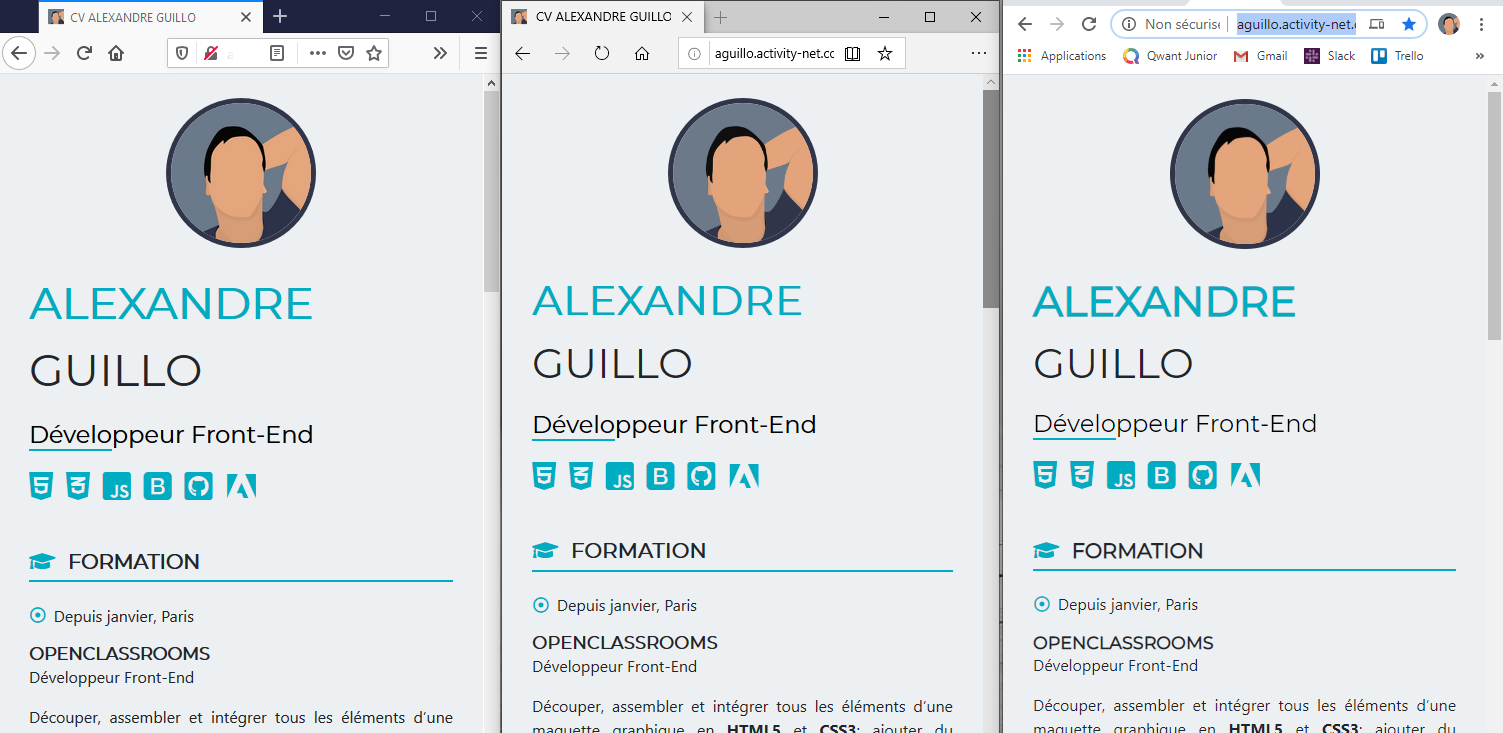 CV ALEXANDRE GUILLO
ALEXANDRE
GUILLO
Développeur Front-End
JS
B
FORMATION
Depuis janvier, Paris
OPENCLASSROOMS
Développeur Front-End
Découper, assembler et intégrer tous les éléments d'une
CV ALEXANDRE GUILLO
aguillo.activity-net.cc
ALEXANDRE
GUILLO
Développeur Front-End
JS
B
FORMATION
Depuis janvier, Paris
OPENCLASSROOMS
Développeur Front-End
Découper, assembler et intégrer tous les éléments d'une
maquette graphique en HTML5 et CSS3; ajouter du
Non sécurisé
aguillo.activity-net.c
Applications Qwant Junior Gmail Slack Trello
ALEXANDRE
GUILLO
Développeur Front-End
JS
B
FORMATION
Depuis janvier, Paris
OPENCLASSROOMS
Développeur Front-End
Découper, assembler et intégrer tous les éléments d'une
maquette graphique en HTML5 et CSS3; ajouter du